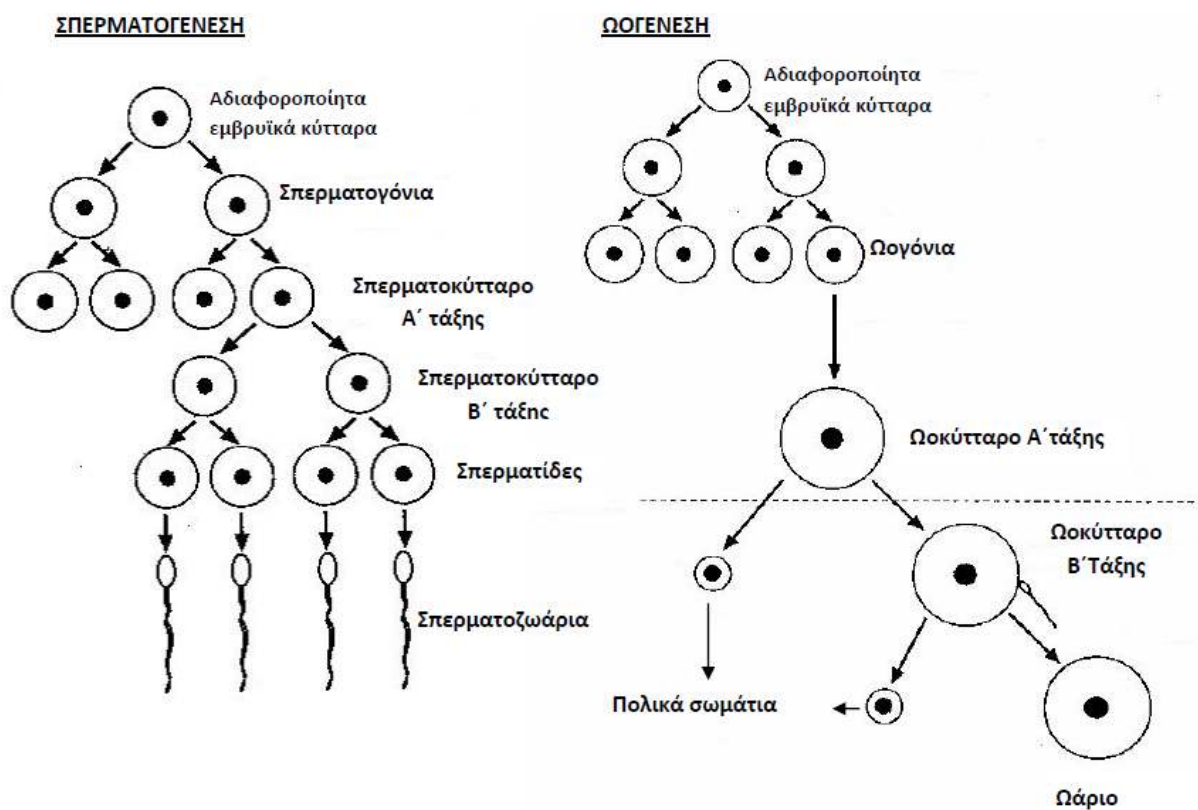 ΣΠΕΡΜΑΤΟΓΕΝΕΣΗ
Αδιαφοροποίητα
εμβρυϊκά κύτταρα
Σπερματογόνια
Σπερματοκύτταρο
Α΄ τάξης
Σπερματοκύτταρο
Β΄ τάξης
Σπερματίδες
Σπερματοζωάρια
ΩΟΓΕΝΕΣΗ
Αδιαφοροποίητα
εμβρυϊκά κύτταρα
Ωογόνια
Ωοκύτταρο Α΄τάξης
Ωοκύτταρο
Β΄Τάξης
Πολικά σωμάτια
Ωάριο